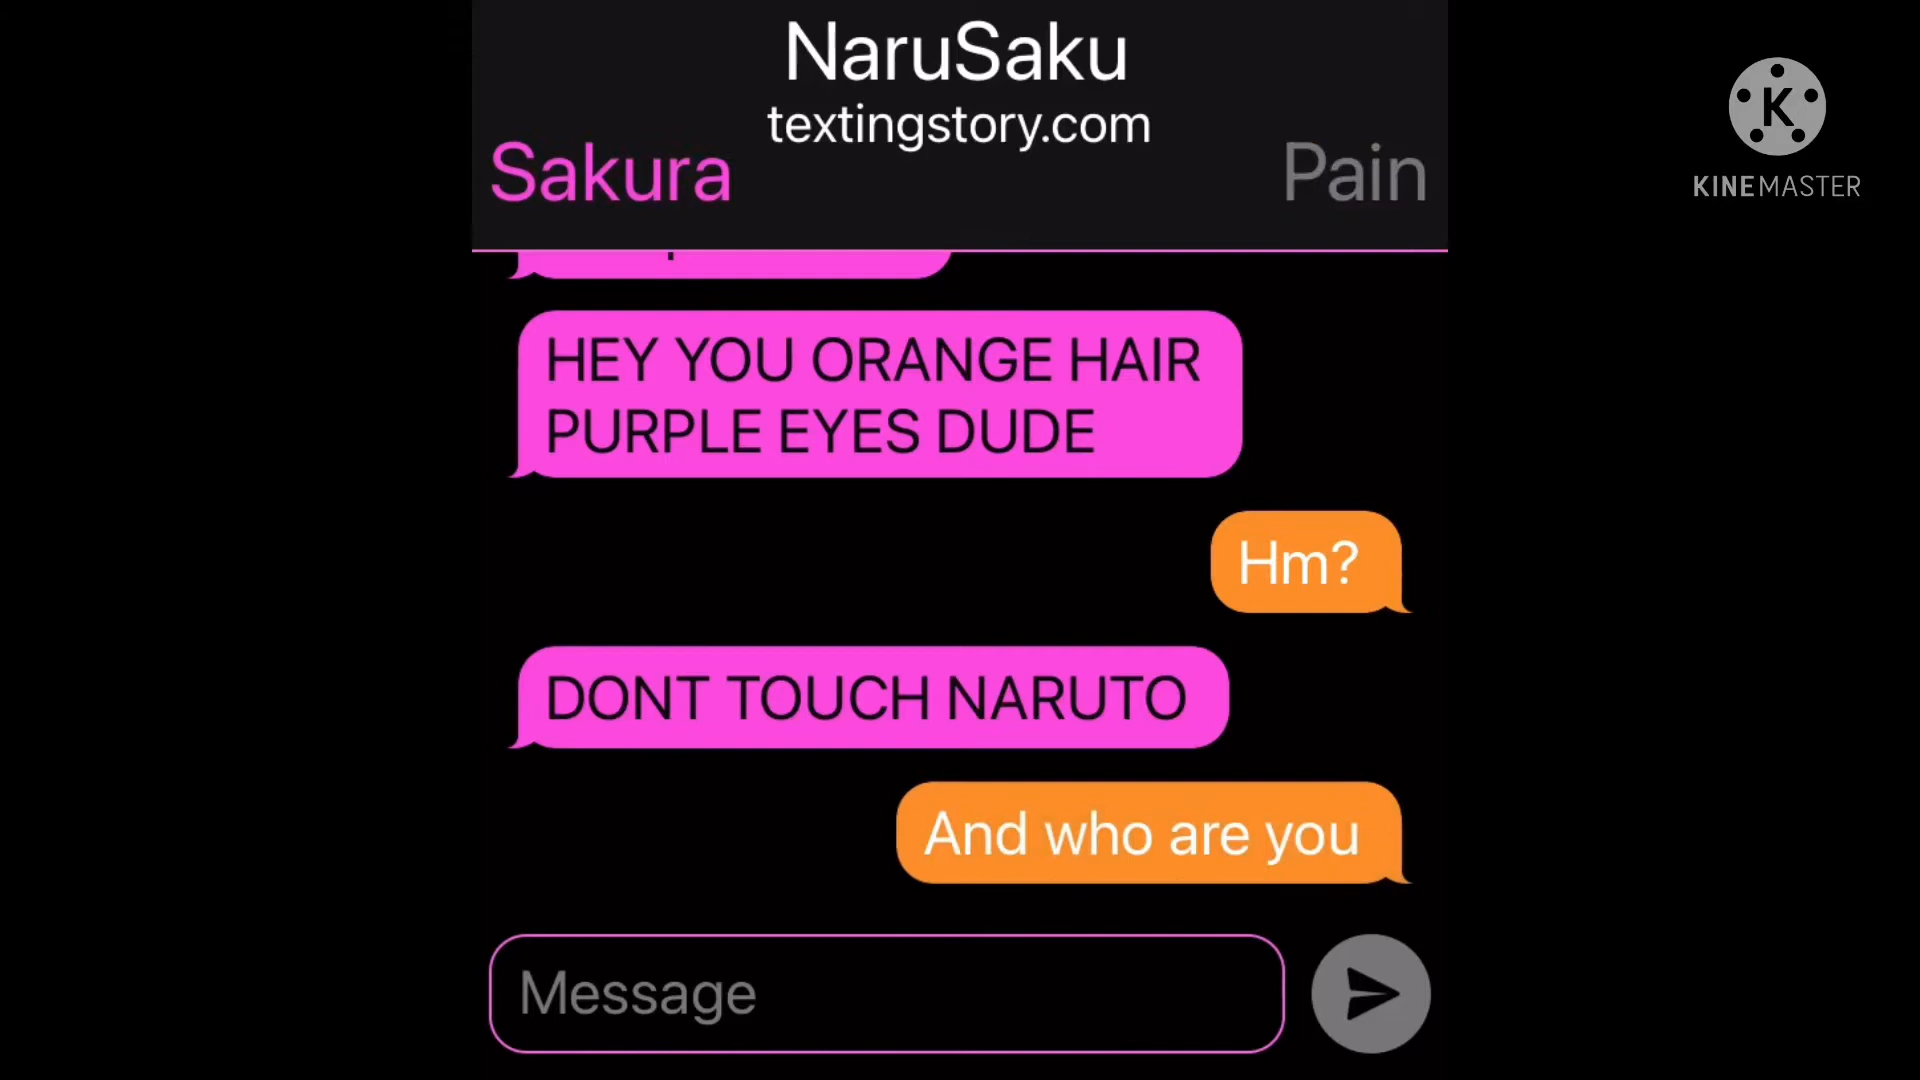 NaruSaku
textingstory.com
Sakura
Pain
K
KINEMASTER
HEY YOU ORANGE HAIR
PURPLE EYES DUDE
Hm?
DONT TOUCH NARUTO
And who are you
Message